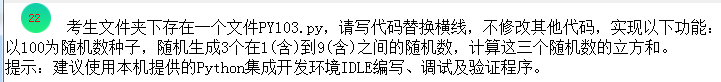 22 考生文件夹下存在一个文件PY103.py，请写代码替换横线，不修改其他代码，实现以下功能：
以100为随机数种子，随机生成3个在1(含)到9(含)之间的随机数，计算这三个随机数的立方和。
提示：建议使用本机提供的Python集成开发环境IDLE编写、调试及验证程序。